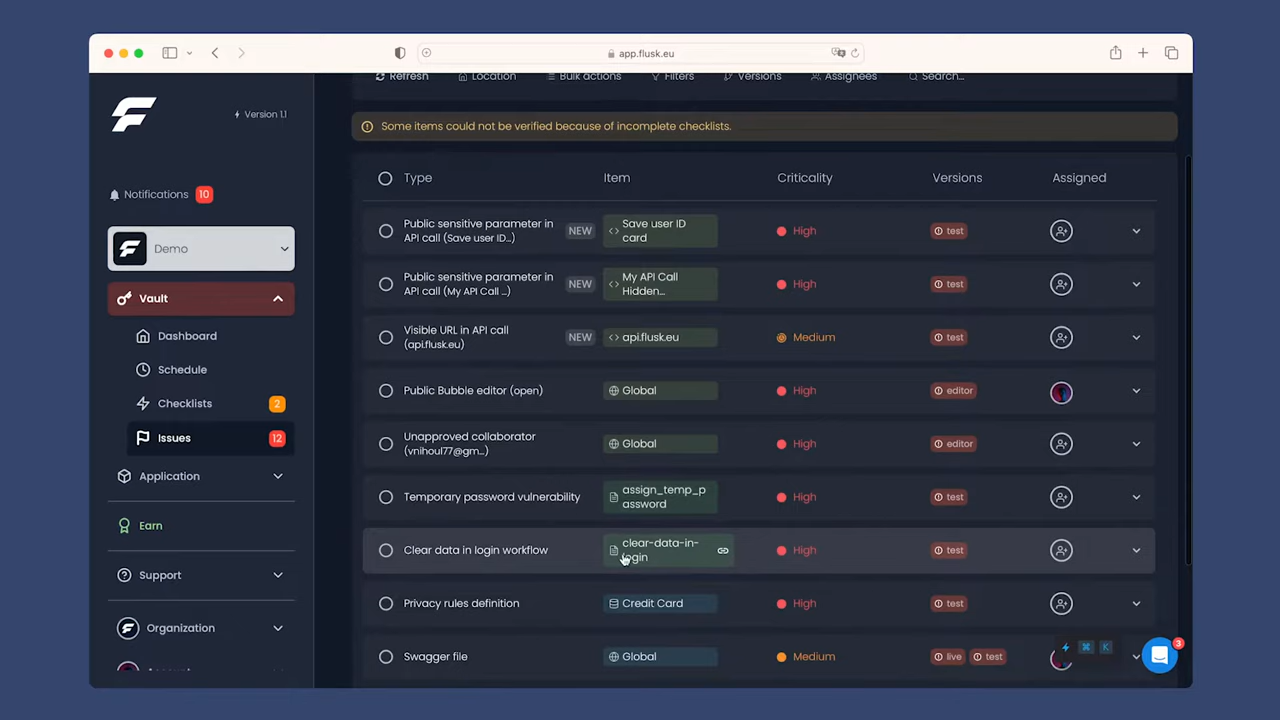 app.flusk.eu
Version 1.1
Notifications 10
Demo
Vault
Dashboard
Schedule
Checklists 2
Issues 12
Application
Earn
Support
Organization
Account
Refresh Location Bulk actions Filters Versions Assignees Search...
Some items could not be verified because of incomplete checklists.
Type Item Criticality Versions Assigned
Public sensitive parameter in
API call (Save user ID...) NEW
Save user ID
card
High test
Public sensitive parameter in
API call (My API Call ...) NEW
My API Call
Hidden...
High test
Visible URL in API call
(api.flusk.eu) NEW
api.flusk.eu
Medium test
Public Bubble editor (open) Global High editor
Unapproved collaborator
(vnihoul77@gm...)
Global High editor
Temporary password vulnerability
assign_temp_p
assword
High test
Clear data in login workflow
clear-data-in-
login
High test
Privacy rules definition Credit Card High test
Swagger file Global Medium live test
⌘ K
3